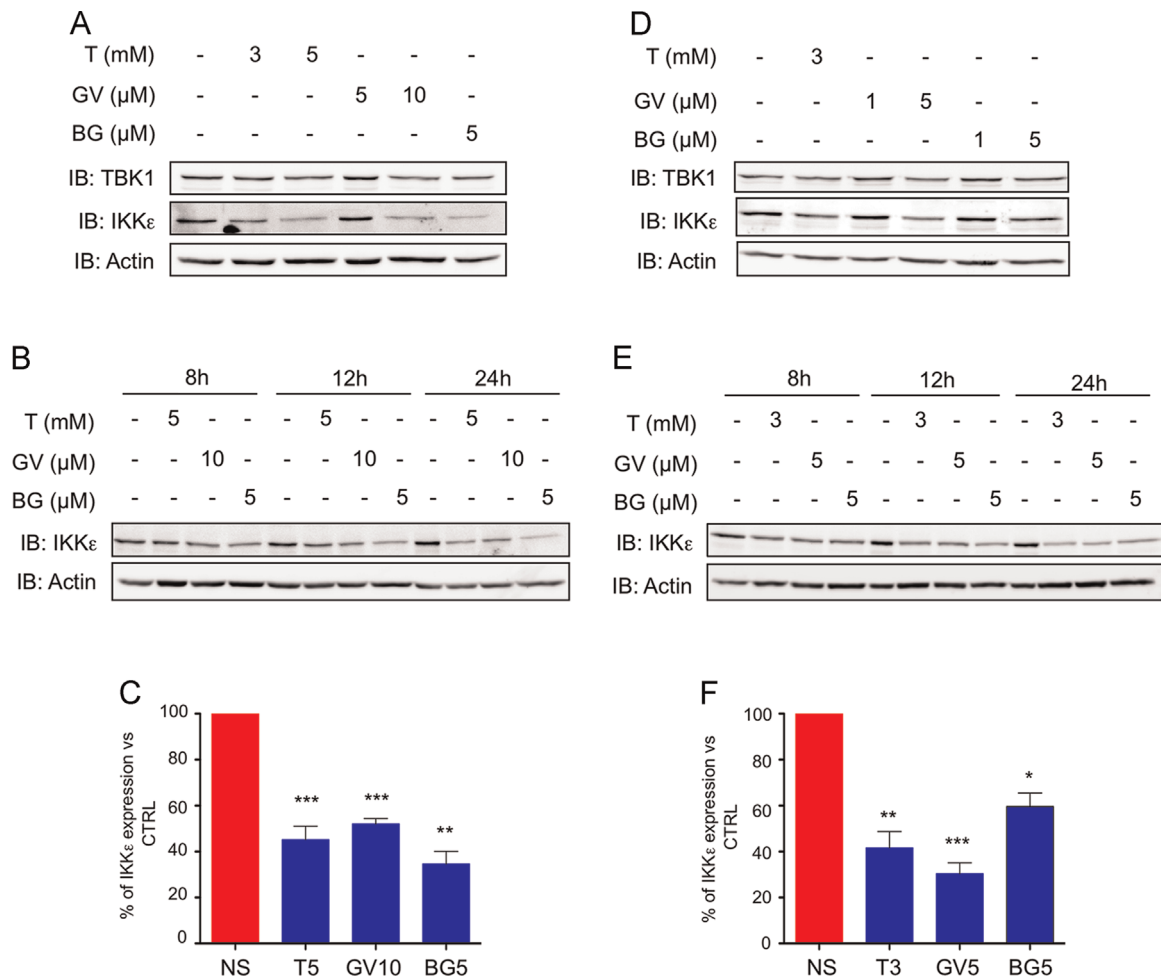 A
T (mM) - 3 5 - - -
GV (µM) - - - 5 10 -
BG (µM) - - - - - 5
IB: TBK1
IB: IKKε
IB: Actin
D
T (mM) - 3 - - - -
GV (µM) - - 1 5 - -
BG (µM) - - - - 1 5
IB: TBK1
IB: IKKε
IB: Actin
B
8h 12h 24h
T (mM) - 5 - - - 5 - - - 5 - -
GV (µM) - - 10 - - - 10 - - - 10 -
BG (µM) - - - 5 - - - 5 - - - 5
IB: IKKε
IB: Actin
E
8h 12h 24h
T (mM) - 3 - - - 3 - - - 3 - -
GV (µM) - - 5 - - - 5 - - - 5 -
BG (µM) - - - 5 - - - 5 - - - 5
IB: IKKε
IB: Actin
C
% of IKKε expression vs
CTRL
100
80
60
40
20
0
*** *** **
NS T5 GV10 BG5
F
% of IKKε expression vs
CTRL
100
80
60
40
20
0
** *** *
NS T3 GV5 BG5